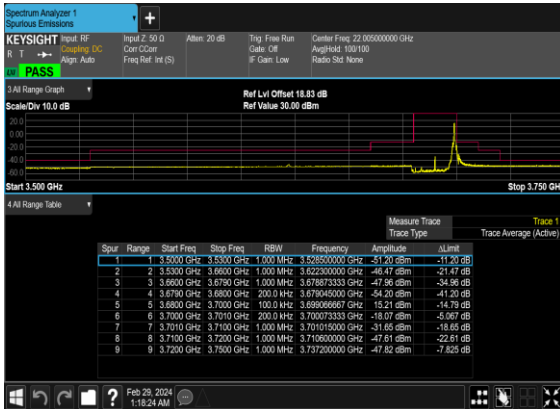 Spectrum Analyzer 1
Spurious Emissions
KEYSIGHT Input: RF Input Z: 50 Ω Atten: 20 dB Trig: Free Run Center Freq: 22.005000000 GHz
R T Coupling: DC Corr CCorr Gate: Off Avg|Hold: 100/100
Align: Auto Freq Ref: Int (S) IF Gain: Low Radio Std: None
PASS
3 All Range Graph Ref Lvl Offset 18.83 dB
Scale/Div 10.0 dB Ref Value 30.00 dBm
20.0
0.00
-20.0
-40.0
-60.0
Start 3.500 GHz Stop 3.750 GH
4 All Range Table
Measure Trace Trace 1
Trace Type Trace Average (Active)
Spur Range Start Freq Stop Freq RBW Frequency Amplitude ΔLimit
1 1 3.5000 GHz 3.5300 GHz 1.000 MHz 3.528500000 GHz -51.20 dBm -11.20 dB
2 2 3.5300 GHz 3.6600 GHz 1.000 MHz 3.622300000 GHz -46.47 dBm -21.47 dB
3 3 3.6600 GHz 3.6790 GHz 1.000 MHz 3.678873333 GHz -47.96 dBm -34.96 dB
4 4 3.6790 GHz 3.6800 GHz 200.0 kHz 3.679045000 GHz -54.20 dBm -41.20 dB
5 5 3.6800 GHz 3.7000 GHz 100.0 kHz 3.699066667 GHz 15.21 dBm -14.79 dB
6 6 3.7000 GHz 3.7010 GHz 200.0 kHz 3.700073333 GHz -18.07 dBm -5.067 dB
7 7 3.7010 GHz 3.7100 GHz 1.000 MHz 3.701015000 GHz -31.65 dBm -18.65 dB
8 8 3.7100 GHz 3.7200 GHz 1.000 MHz 3.710600000 GHz -47.61 dBm -22.61 dB
9 9 3.7200 GHz 3.7500 GHz 1.000 MHz 3.737200000 GHz -47.82 dBm -7.825 dB
Feb 29, 2024
1:18:24 AM